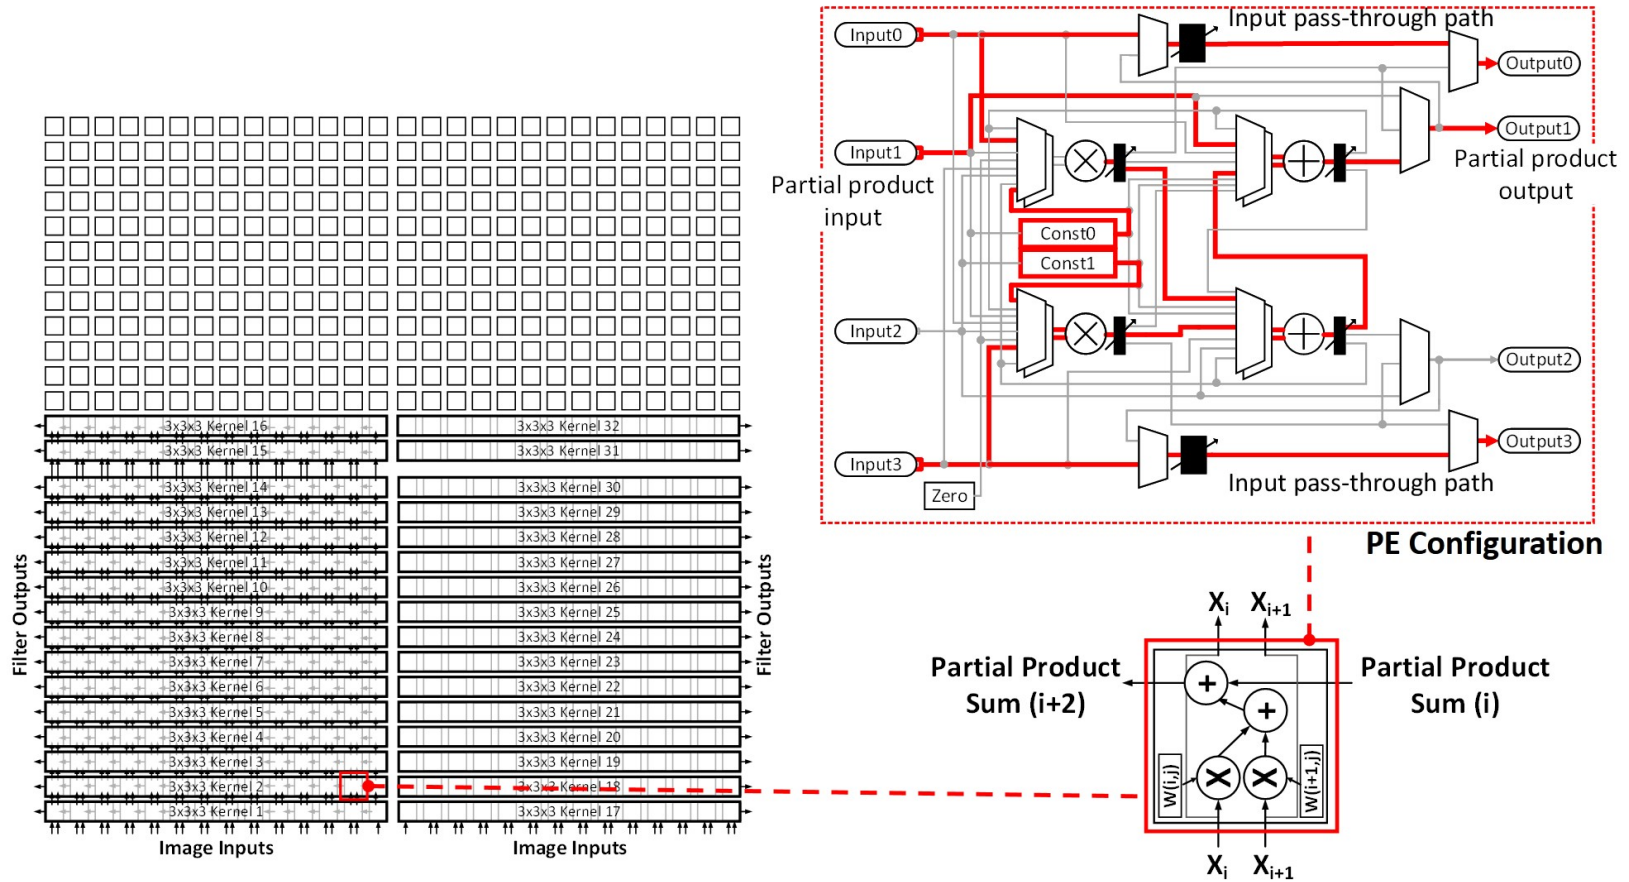 Filter Outputs
3x3x3 Kernel 16
3x3x3 Kernel 15
3x3x3 Kernel 14
3x3x3 Kernel 13
3x3x3 Kernel 12
3x3x3 Kernel 11
3x3x3 Kernel 10
3x3x3 Kernel 9
3x3x3 Kernel 8
3x3x3 Kernel 7
3x3x3 Kernel 6
3x3x3 Kernel 5
3x3x3 Kernel 4
3x3x3 Kernel 3
3x3x3 Kernel 2
3x3x3 Kernel 1
Image Inputs
3x3x3 Kernel 32
3x3x3 Kernel 31
3x3x3 Kernel 30
3x3x3 Kernel 29
3x3x3 Kernel 28
3x3x3 Kernel 27
3x3x3 Kernel 26
3x3x3 Kernel 25
3x3x3 Kernel 24
3x3x3 Kernel 23
3x3x3 Kernel 22
3x3x3 Kernel 21
3x3x3 Kernel 20
3x3x3 Kernel 19
3x3x3 Kernel 18
3x3x3 Kernel 17
Image Inputs
Filter Outputs
Input pass-through path
Input0
Output0
Input1
Partial product
input
Output1
Partial product
output
Const0
Const1
Input2
Output2
Input3
Output3
Zero
Input pass-through path
PE Configuration
Xi Xi+1
Partial Product
Sum (i+2)
Partial Product
Sum (i)
+
+
W(i,j)
X
X
W(i+1,j)
Xi Xi+1